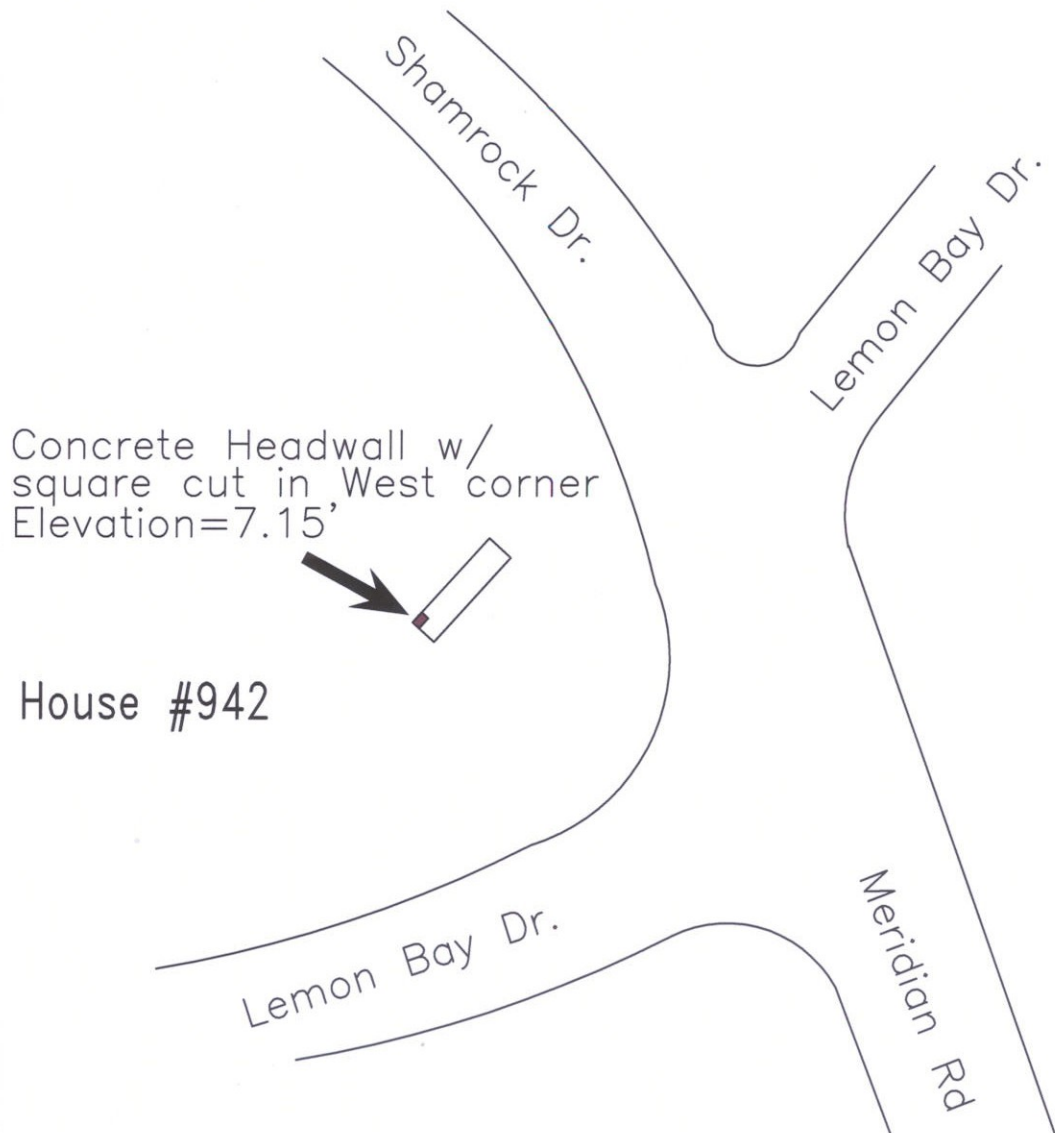 Shamrock Dr.
Lemon Bay Dr.
Concrete Headwall w/
square cut in West corner
Elevation=7.15'
House #942
Lemon Bay Dr.
Meridian Rd